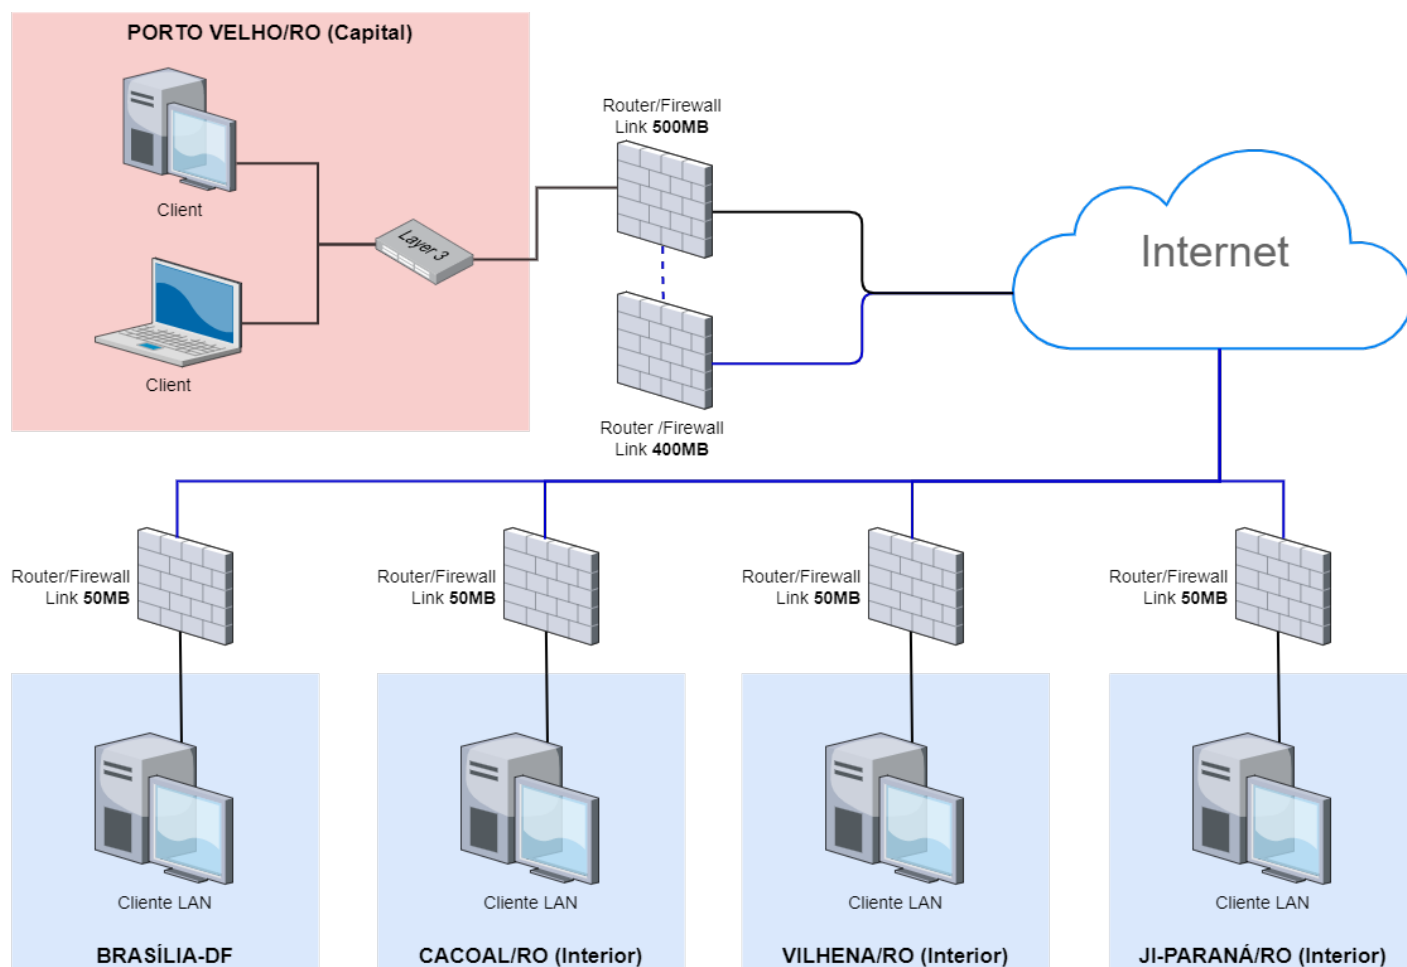 PORTO VELHO/RO (Capital)
Client
Layer 3
Client
Router/Firewall
Link 500MB
Router /Firewall
Link 400MB
Internet
Router/Firewall
Link 50MB
Router/Firewall
Link 50MB
Router/Firewall
Link 50MB
Router/Firewall
Link 50MB
Cliente LAN
Cliente LAN
Cliente LAN
Cliente LAN
BRASÍLIA-DF
CACOAL/RO (Interior)
VILHENA/RO (Interior)
JI-PARANÁ/RO (Interior)